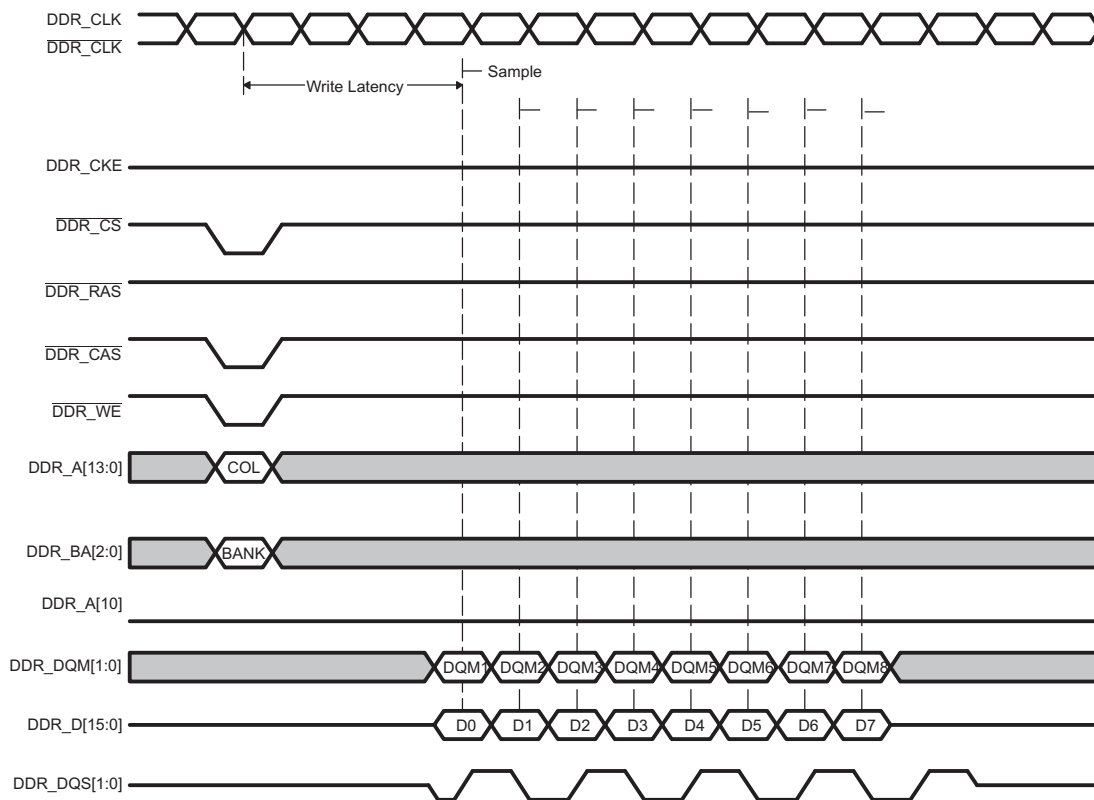 DDR_CLK
DDR_CLK
Sample
Write Latency
DDR_CKE
DDR_CS
DDR_RAS
DDR_CAS
DDR_WE
DDR_A[13:0] COL
DDR_BA[2:0] BANK
DDR_A[10]
DDR_DQM[1:0] DQM1 DQM2 DQM3 DQM4 DQM5 DQM6 DQM7 DQM8
DDR_D[15:0] D0 D1 D2 D3 D4 D5 D6 D7
DDR_DQS[1:0]